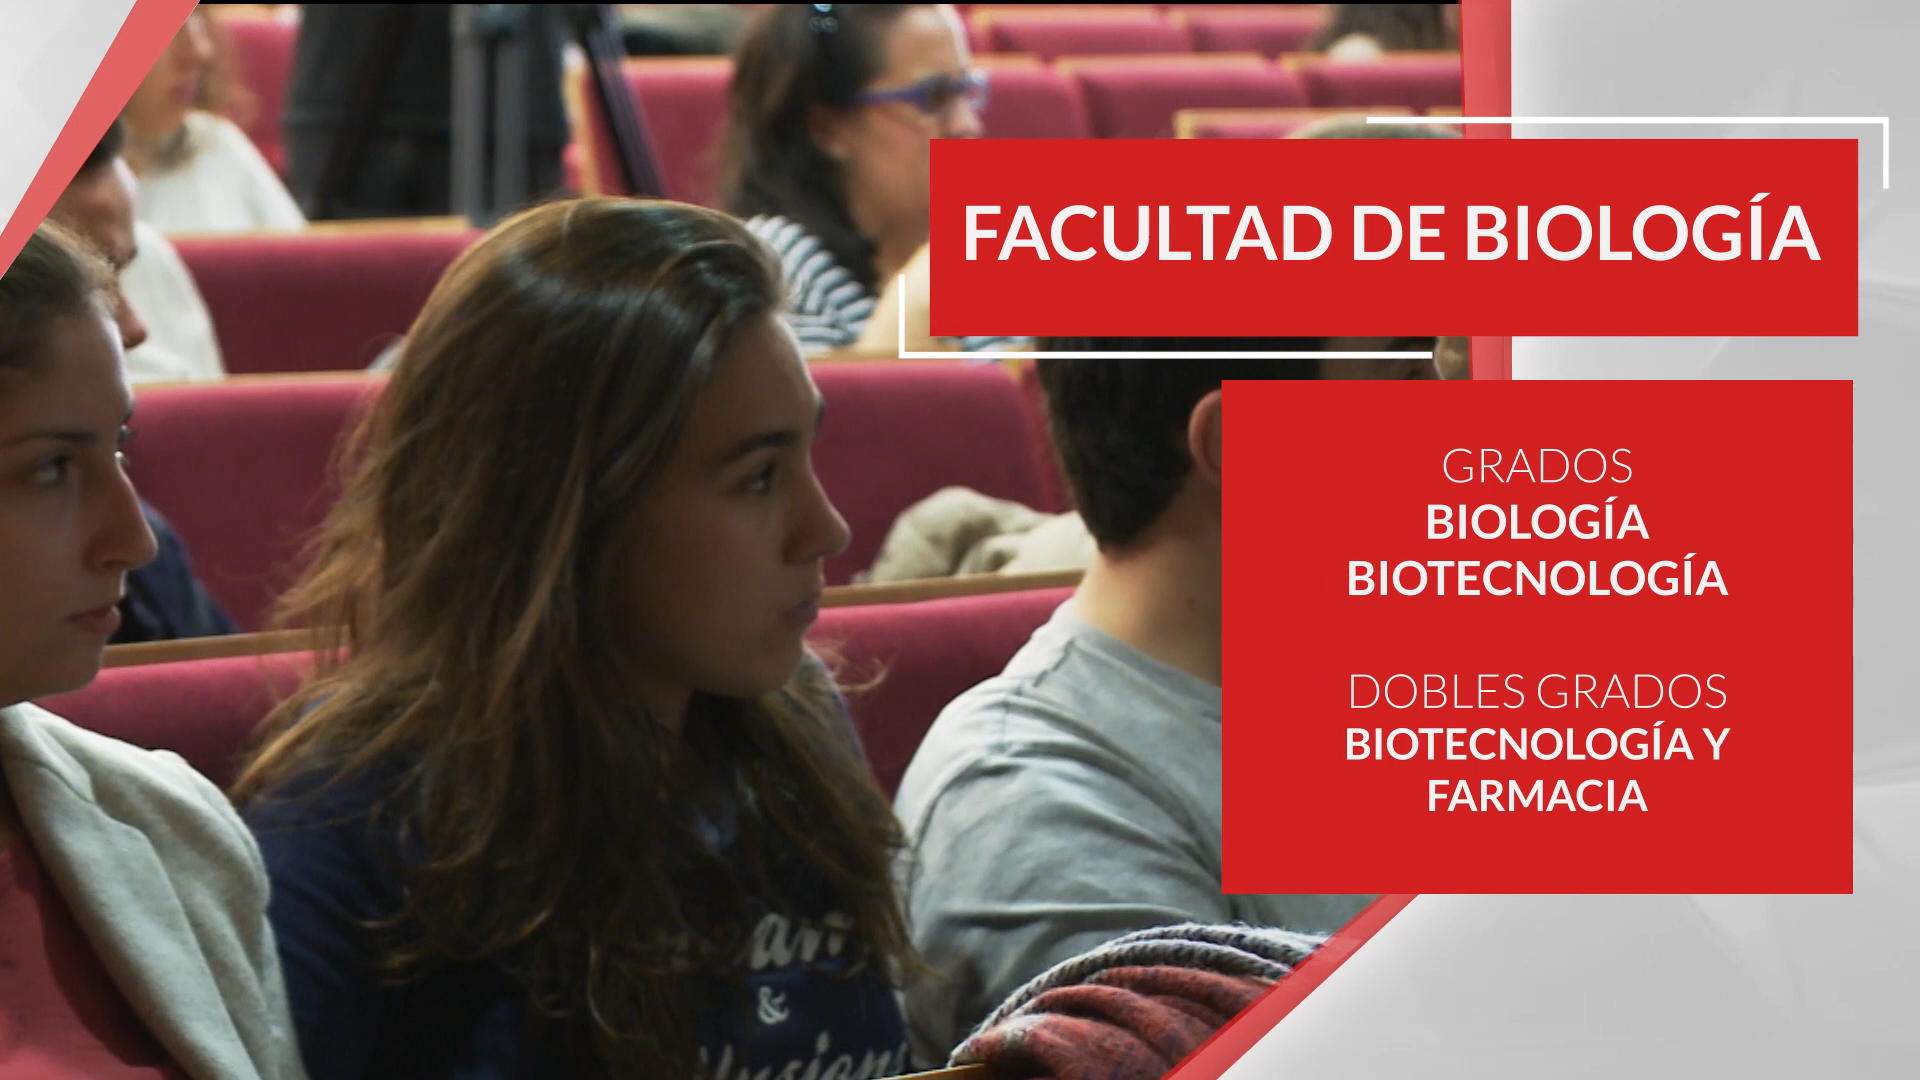 FACULTAD DE BIOLOGÍA
GRADOS
BIOLOGÍA
BIOTECNOLOGÍA
DOBLES GRADOS
BIOTECNOLOGÍA Y
FARMACIA
&